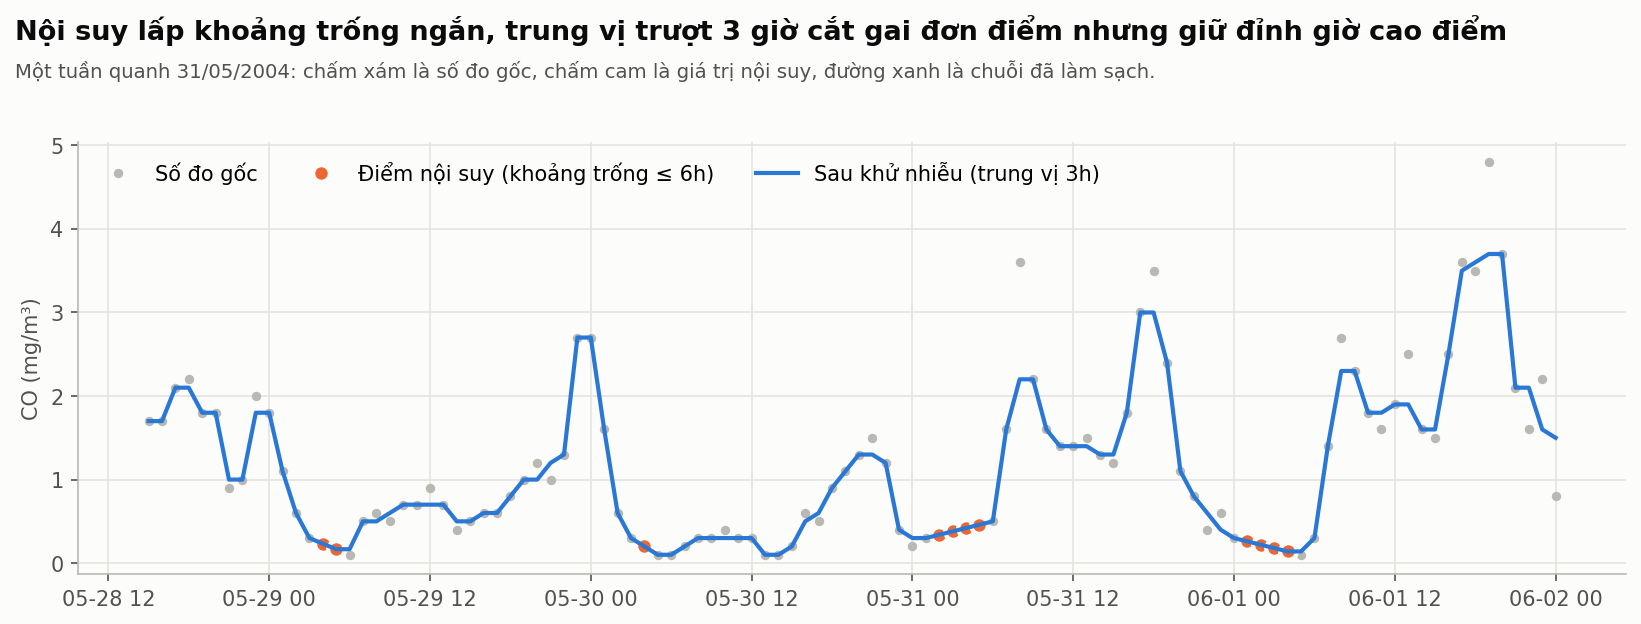 Nội suy lấp khoảng trống ngắn, trung vị trượt 3 giờ cắt gai đơn điểm nhưng giữ đỉnh giờ cao điểm
Một tuần quanh 31/05/2004: chấm xám là số đo gốc, chấm cam là giá trị nội suy, đường xanh là chuỗi đã làm sạch.
Số đo gốc
Điểm nội suy (khoảng trống ≤ 6h)
Sau khử nhiễu (trung vị 3h)
CO (mg/m³)
5
4
3
2
1
0
05-28 12
05-29 00
05-29 12
05-30 00
05-30 12
05-31 00
05-31 12
06-01 00
06-01 12
06-02 00